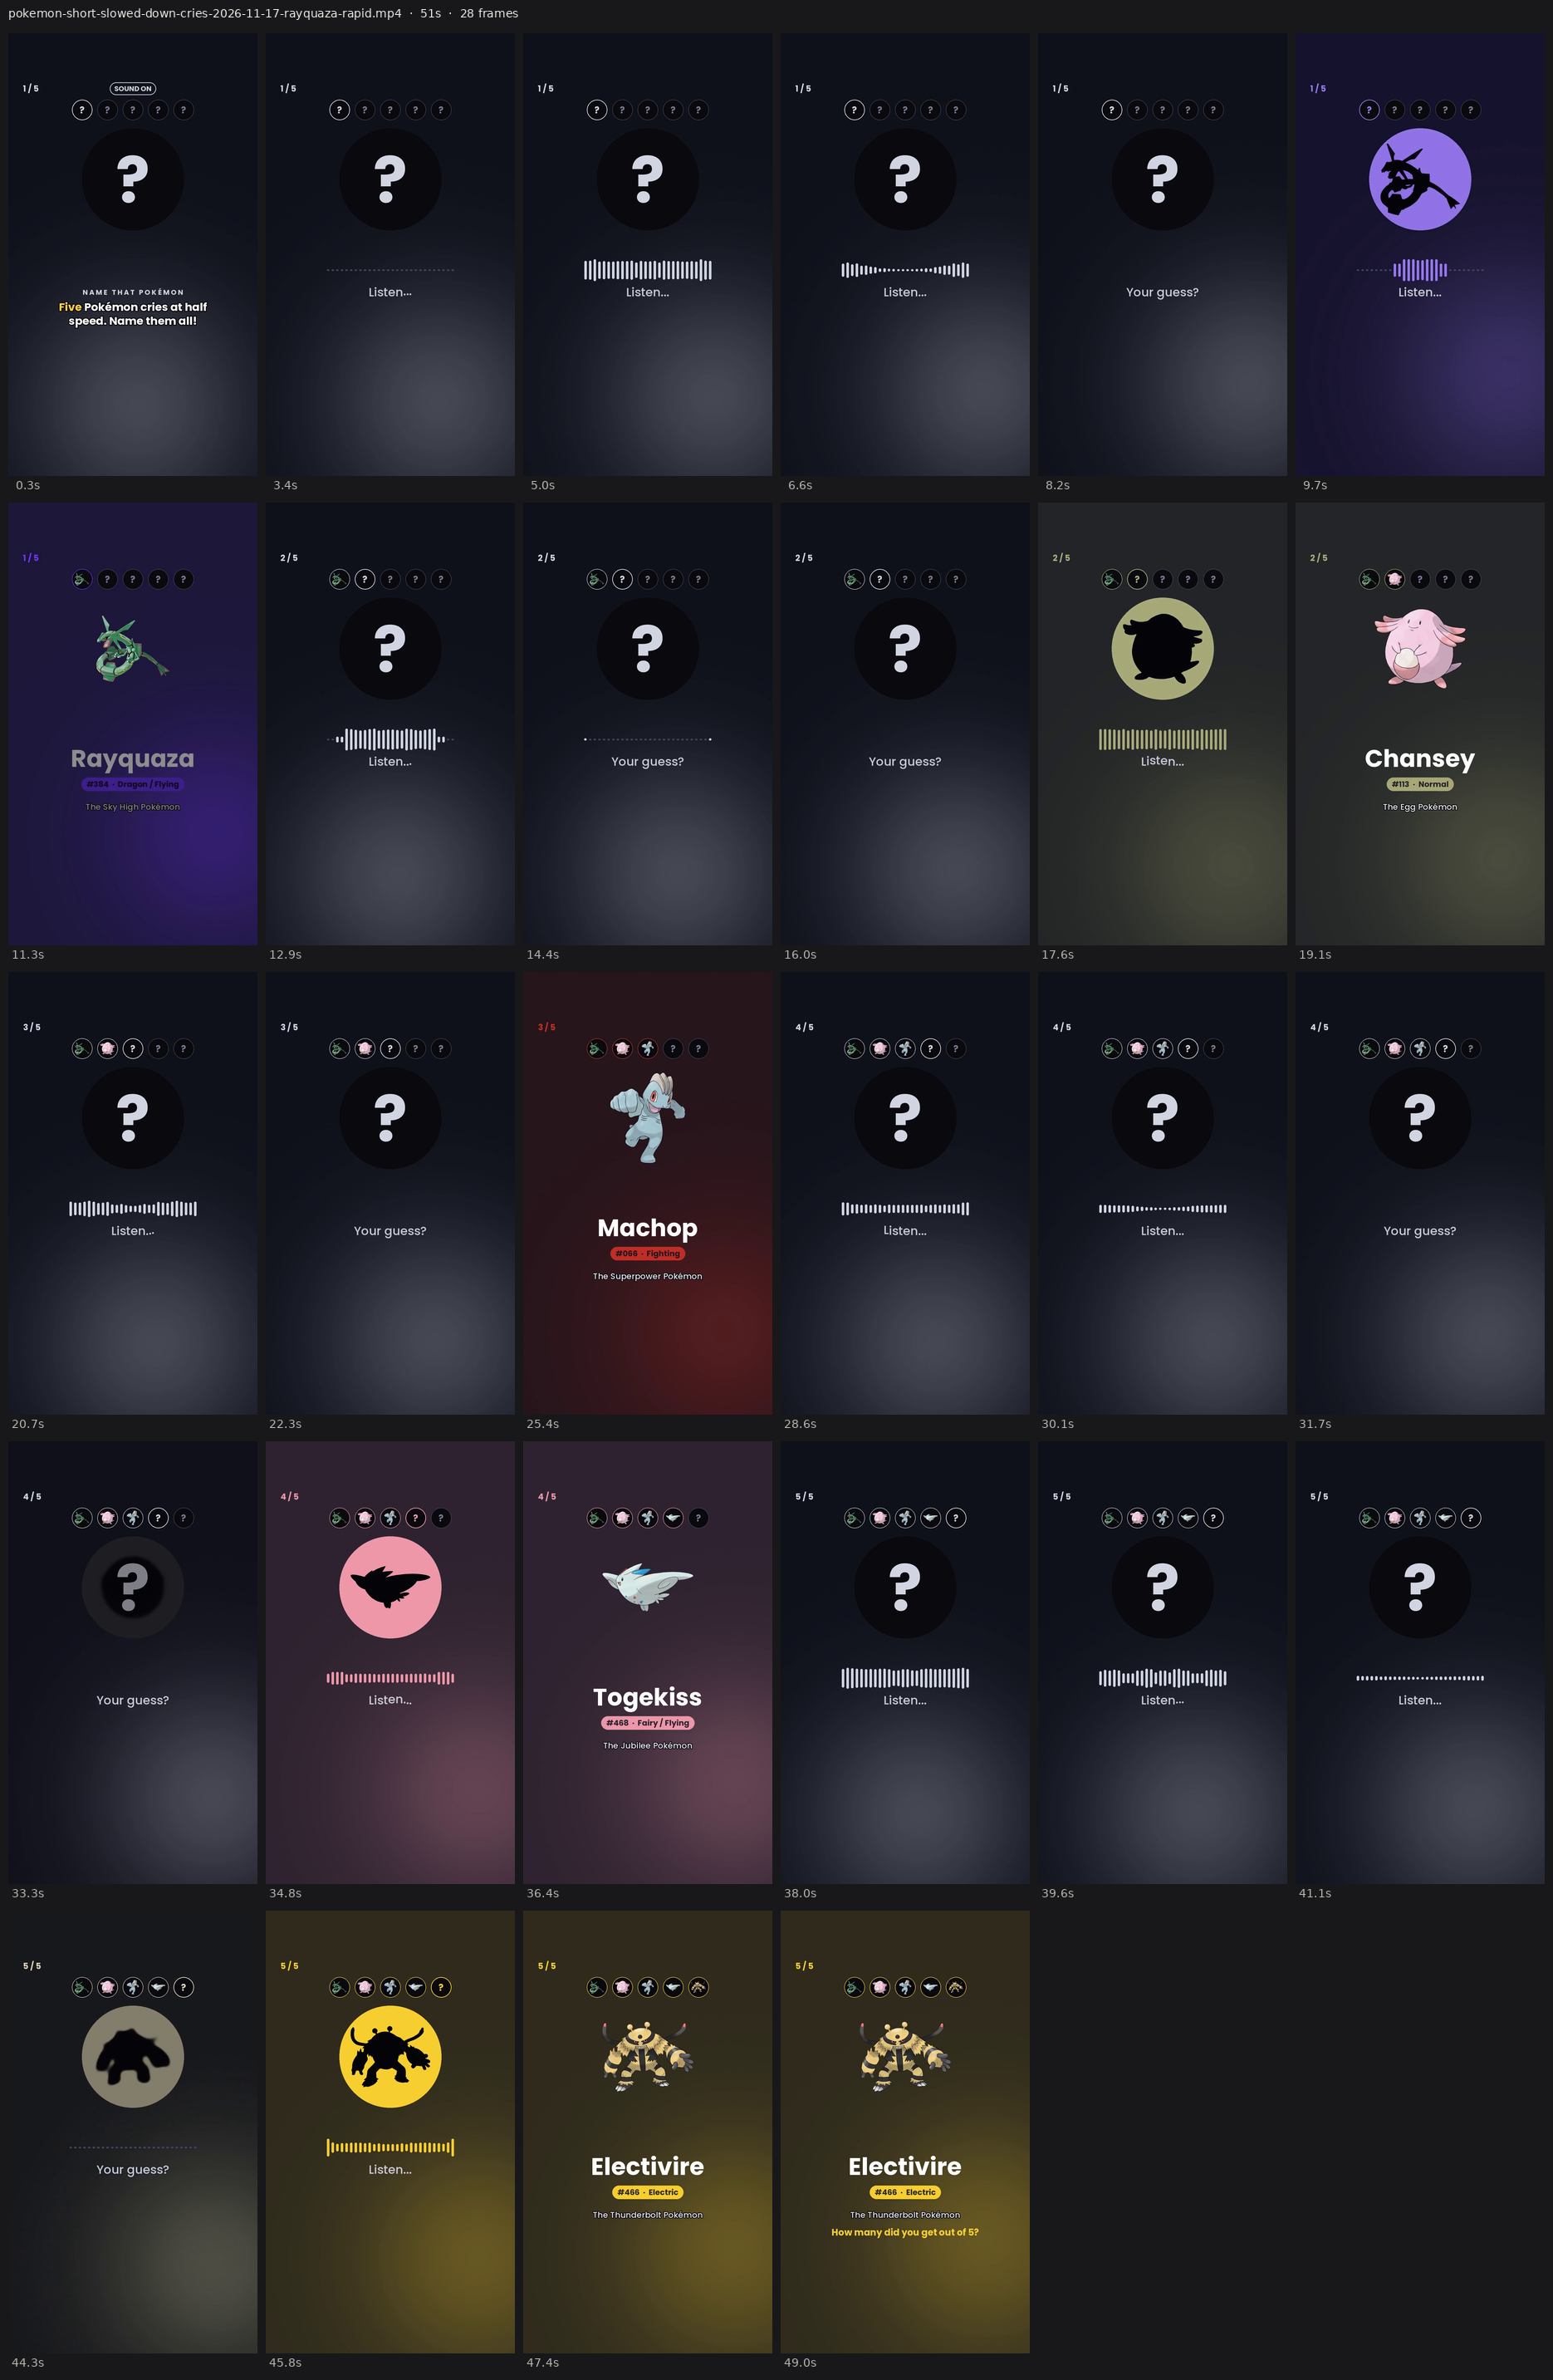 pokemon-short-slowed-down-cries-2026-11-17-rayquaza-rapid.mp4 · 51s · 28 frames
1/5
SOUND ON
? ? ? ? ?
?
NAME THAT POKÉMON
Five Pokémon cries at half
speed. Name them all!
0.3s
1/5
? ? ? ? ?
?
Listen...
3.4s
1/5
? ? ? ? ?
?
Listen...
5.0s
1/5
? ? ? ? ?
?
Listen...
6.6s
1/5
? ? ? ? ?
?
Your guess?
8.2s
1/5
? ? ? ? ?
Listen...
9.7s
1/5
? ? ? ?
Rayquaza
#384 · Dragon / Flying
The Sky High Pokémon
11.3s
2/5
? ? ? ?
?
Listen...
12.9s
2/5
? ? ? ?
?
Your guess?
14.4s
2/5
? ? ? ?
?
Your guess?
16.0s
2/5
? ? ? ?
Listen...
17.6s
2/5
? ? ?
Chansey
#113 · Normal
The Egg Pokémon
19.1s
3/5
? ? ?
?
Listen...
20.7s
3/5
? ? ?
?
Your guess?
22.3s
3/5
? ?
Machop
#066 · Fighting
The Superpower Pokémon
25.4s
4/5
? ?
?
Listen...
28.6s
4/5
? ?
?
Listen...
30.1s
4/5
? ?
?
Your guess?
31.7s
4/5
? ?
?
Your guess?
33.3s
4/5
? ?
Listen...
34.8s
4/5
?
Togekiss
#468 · Fairy / Flying
The Jubilee Pokémon
36.4s
5/5
?
?
Listen...
38.0s
5/5
?
?
Listen...
39.6s
5/5
?
?
Listen...
41.1s
5/5
?
Your guess?
44.3s
5/5
?
Listen...
45.8s
5/5
Electivire
#466 · Electric
The Thunderbolt Pokémon
47.4s
5/5
Electivire
#466 · Electric
The Thunderbolt Pokémon
How many did you get out of 5?
49.0s